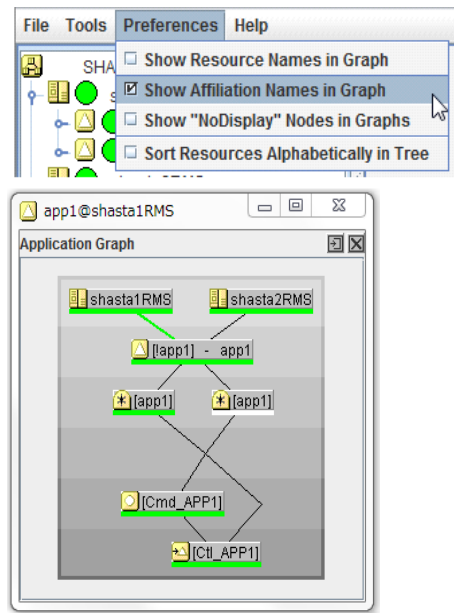 File Tools Preferences Help
SHA
Show Resource Names in Graph
Show Affiliation Names in Graph
Show "NoDisplay" Nodes in Graphs
Sort Resources Alphabetically in Tree
app1@shasta1RMS
Application Graph
shasta1RMS shasta2RMS
[!app1] - app1
[app1] [app1]
[Cmd_APP1]
[Ctl_APP1]